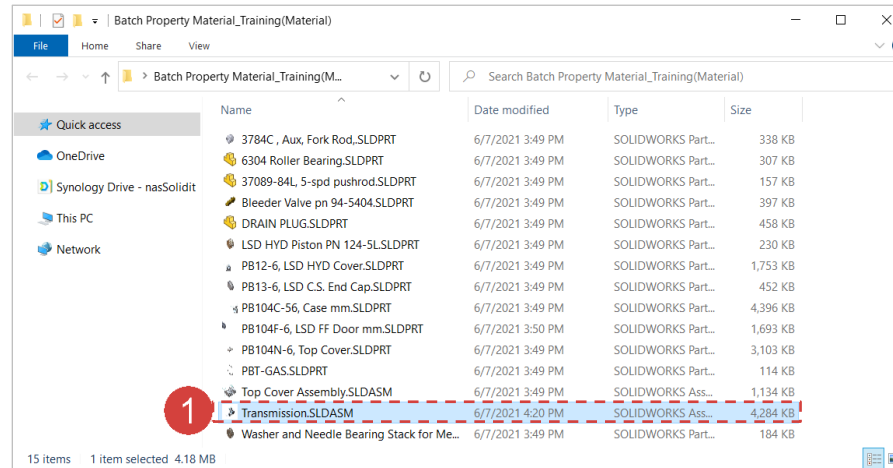 Batch Property Material_Training(Material)
File Home Share View
Batch Property Material_Training(M... Search Batch Property Material_Training(Material)
Name Date modified Type Size
Quick access
OneDrive
Synology Drive - nasSolidit
This PC
Network
3784C , Aux, Fork Rod,.SLDPRT 6/7/2021 3:49 PM SOLIDWORKS Part... 338 KB
6304 Roller Bearing.SLDPRT 6/7/2021 3:49 PM SOLIDWORKS Part... 307 KB
37089-84L, 5-spd pushrod.SLDPRT 6/7/2021 3:49 PM SOLIDWORKS Part... 157 KB
Bleeder Valve pn 94-5404.SLDPRT 6/7/2021 3:49 PM SOLIDWORKS Part... 397 KB
DRAIN PLUG.SLDPRT 6/7/2021 3:49 PM SOLIDWORKS Part... 458 KB
LSD HYD Piston PN 124-5L.SLDPRT 6/7/2021 3:49 PM SOLIDWORKS Part... 230 KB
PB12-6, LSD HYD Cover.SLDPRT 6/7/2021 3:49 PM SOLIDWORKS Part... 1,753 KB
PB13-6, LSD C.S. End Cap.SLDPRT 6/7/2021 3:49 PM SOLIDWORKS Part... 452 KB
PB104C-56, Case mm.SLDPRT 6/7/2021 3:49 PM SOLIDWORKS Part... 4,396 KB
PB104F-6, LSD FF Door mm.SLDPRT 6/7/2021 3:50 PM SOLIDWORKS Part... 1,693 KB
PB104N-6, Top Cover.SLDPRT 6/7/2021 3:49 PM SOLIDWORKS Part... 3,103 KB
PBT-GAS.SLDPRT 6/7/2021 3:49 PM SOLIDWORKS Part... 114 KB
Top Cover Assembly.SLDASM 6/7/2021 3:49 PM SOLIDWORKS Ass... 1,134 KB
1 Transmission.SLDASM 6/7/2021 4:20 PM SOLIDWORKS Ass... 4,284 KB
Washer and Needle Bearing Stack for Me... 6/7/2021 3:49 PM SOLIDWORKS Part... 184 KB
15 items 1 item selected 4.18 MB